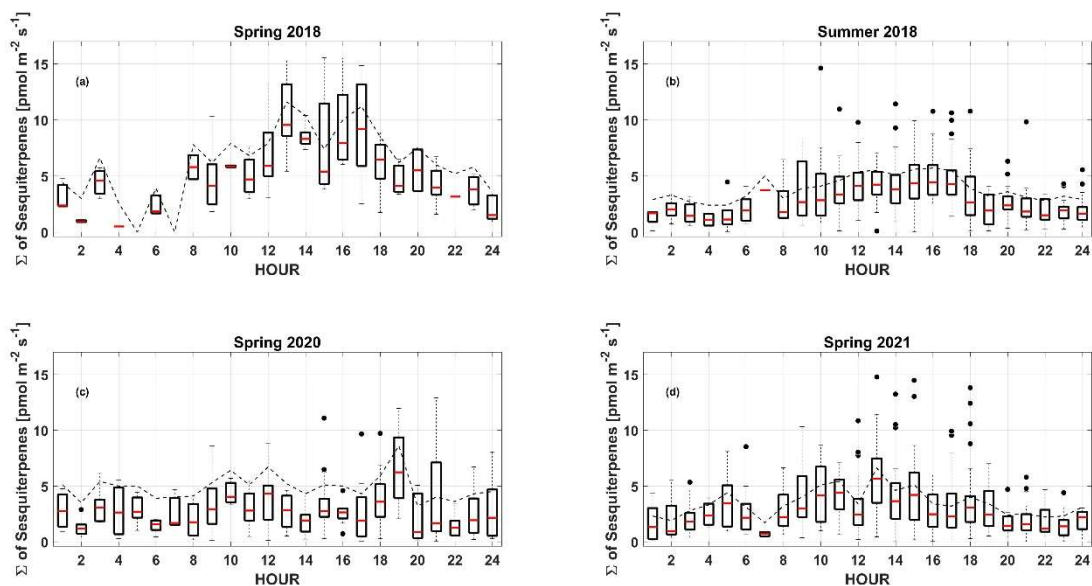 Spring 2018
Σ of Sesquiterpenes [pmol m⁻² s⁻¹]
(a)
15
10
5
0
2 4 6 8 10 12 14 16 18 20 22 24
HOUR
Summer 2018
Σ of Sesquiterpenes [pmol m⁻² s⁻¹]
(b)
15
10
5
0
2 4 6 8 10 12 14 16 18 20 22 24
HOUR
Spring 2020
Σ of Sesquiterpenes [pmol m⁻² s⁻¹]
(c)
15
10
5
0
2 4 6 8 10 12 14 16 18 20 22 24
HOUR
Spring 2021
Σ of Sesquiterpenes [pmol m⁻² s⁻¹]
(d)
15
10
5
0
2 4 6 8 10 12 14 16 18 20 22 24
HOUR